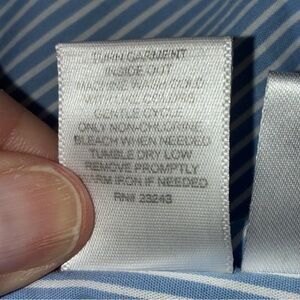 TURN GARMENT
INSIDE OUT
MACHINE WASH COLD
WITH LIKE COLORS
GENTLE CYCLE
ONLY NON-CHLORINE
BLEACH WHEN NEEDED
TUMBLE DRY LOW
REMOVE PROMPTLY
WARM IRON IF NEEDED
RN# 23243